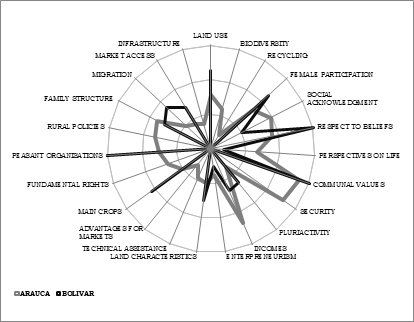 LAND USE
INFRASTRUCTURE
BIODIVERSITY
MARKET ACCESS
RECYCLING
MIGRATION
FEMALE PARTICIPATION
FAMILY STRUCTURE
SOCIAL
ACKNOWLEDGMENT
RURAL POLICIES
RESPECT TO BELIEFS
PEASANT ORGANISATIONS
PERSPECTIVES ON LIFE
FUNDAMENTAL RIGHTS
COMMUNAL VALUES
MAIN CROPS
SECURITY
ADVANTAGES FOR
MARKETS
PLURIACTIVITY
TECHNICAL ASSISTANCE
INCOMES
LAND CHARACTERISTICS
ENTERPRENEURISM
ARAUCA BOLIVAR